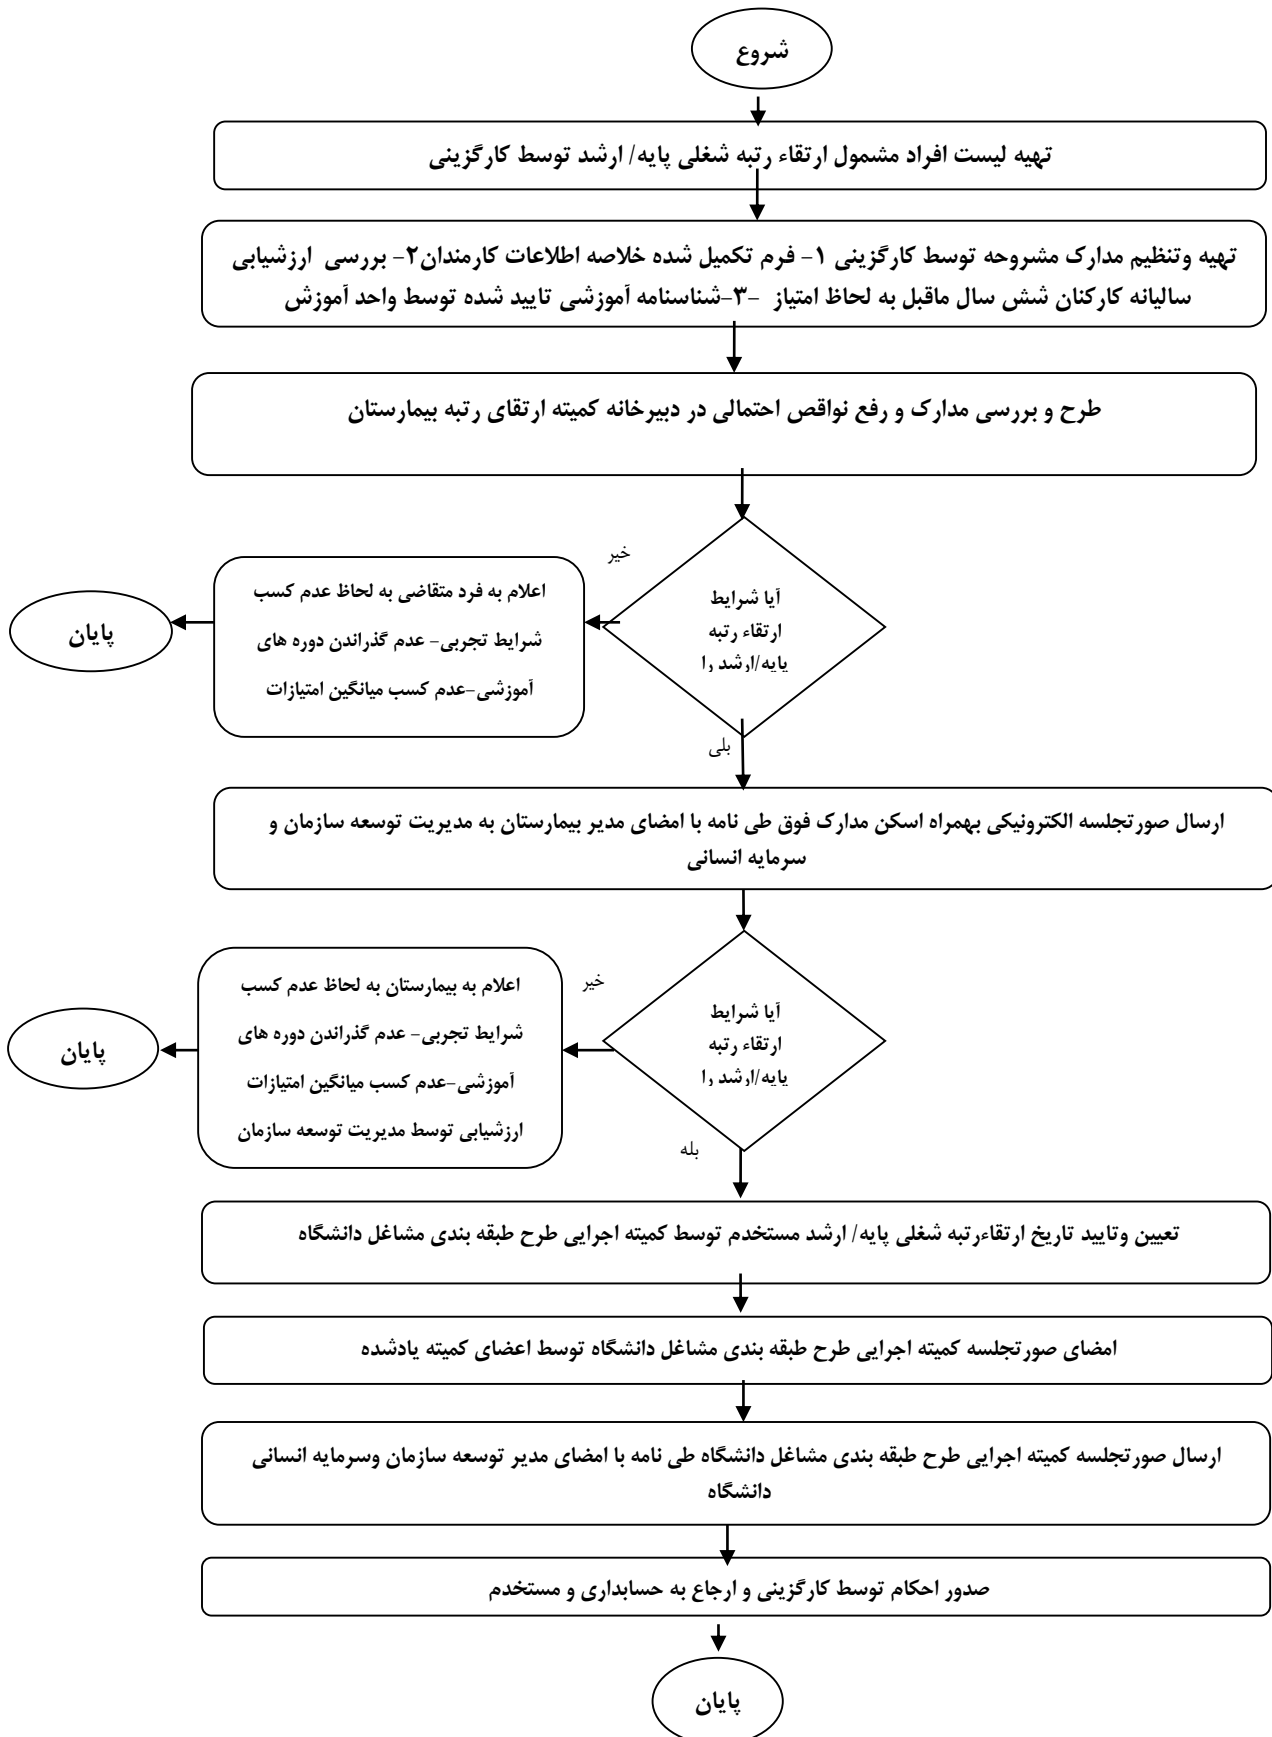 شروع
تهیه لیست افراد مشمول ارتقاء رتبه شغلی پایه/ ارشد توسط کارگزینی
تهیه وتنظیم مدارک مشروحه توسط کارگزینی ۱- فرم تکمیل شده خلاصه اطلاعات کارمندان۲- بررسی ارزشیابی
سالیانه کارکنان شش سال ماقبل به لحاظ امتیاز -۳-شناسنامه آموزشی تایید شده توسط واحد آموزش
طرح و بررسی مدارک و رفع نواقص احتمالی در دبیرخانه کمیته ارتقای رتبه بیمارستان
آیا شرایط
ارتقاء رتبه
پایه/ارشد را
خیر
اعلام به فرد متقاضی به لحاظ عدم کسب
شرایط تجربی- عدم گذراندن دوره های
آموزشی-عدم کسب میانگین امتیازات
پایان
بلی
ارسال صورتجلسه الکترونیکی بهمراه اسکن مدارک فوق طی نامه با امضای مدیر بیمارستان به مدیریت توسعه سازمان و
سرمایه انسانی
آیا شرایط
ارتقاء رتبه
پایه/ارشد را
خیر
اعلام به بیمارستان به لحاظ عدم کسب
شرایط تجربی- عدم گذراندن دوره های
آموزشی-عدم کسب میانگین امتیازات
ارزشیابی توسط مدیریت توسعه سازمان
پایان
بله
تعیین وتایید تاریخ ارتقاءرتبه شغلی پایه/ ارشد مستخدم توسط کمیته اجرایی طرح طبقه بندی مشاغل دانشگاه
امضای صورتجلسه کمیته اجرایی طرح طبقه بندی مشاغل دانشگاه توسط اعضای کمیته یادشده
ارسال صورتجلسه کمیته اجرایی طرح طبقه بندی مشاغل دانشگاه طی نامه با امضای مدیر توسعه سازمان وسرمایه انسانی
دانشگاه
صدور احکام توسط کارگزینی و ارجاع به حسابداری و مستخدم
پایان